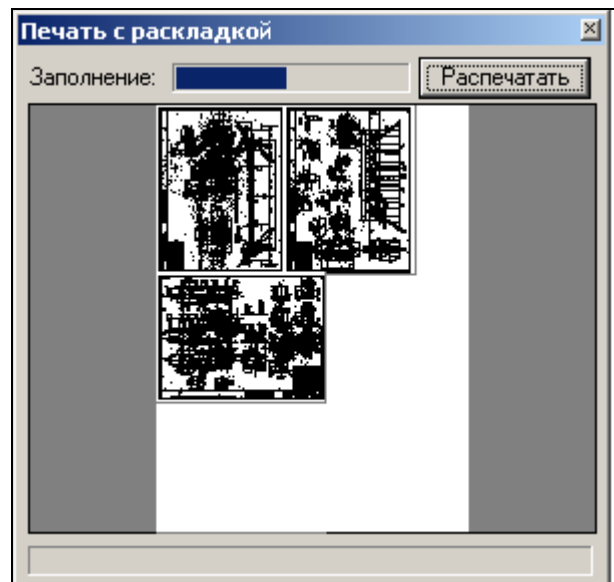 Печать с раскладкой
Заполнение:
Распечатать